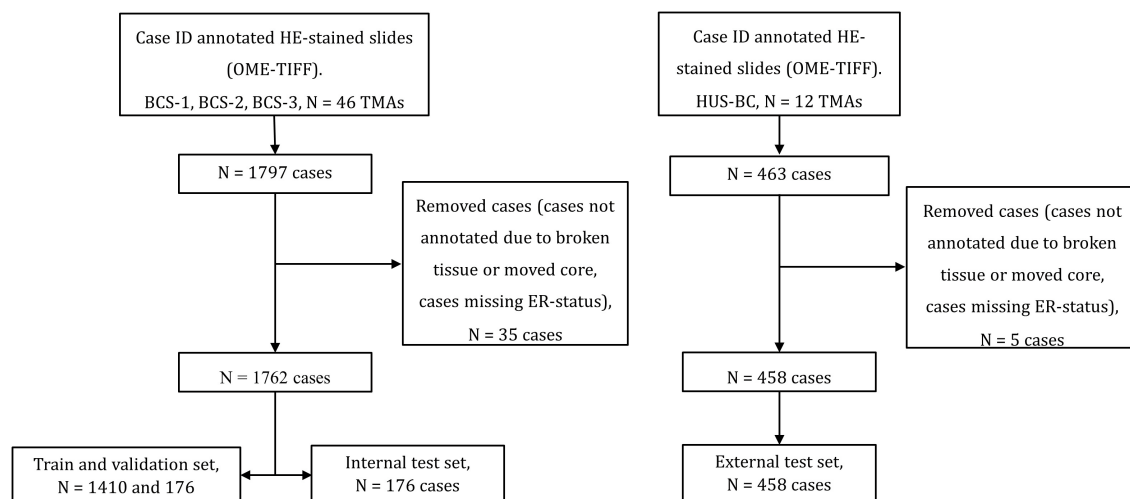 Case ID annotated HE-stained slides
(OME-TIFF).
BCS-1, BCS-2, BCS-3, N = 46 TMAs
N = 1797 cases
Removed cases (cases not
annotated due to broken
tissue or moved core,
cases missing ER-status),
N = 35 cases
N = 1762 cases
Train and validation set,
N = 1410 and 176
Internal test set,
N = 176 cases
Case ID annotated HE-
stained slides (OME-TIFF).
HUS-BC, N = 12 TMAs
N = 463 cases
Removed cases (cases not
annotated due to broken
tissue or moved core,
cases missing ER-status),
N = 5 cases
N = 458 cases
External test set,
N = 458 cases